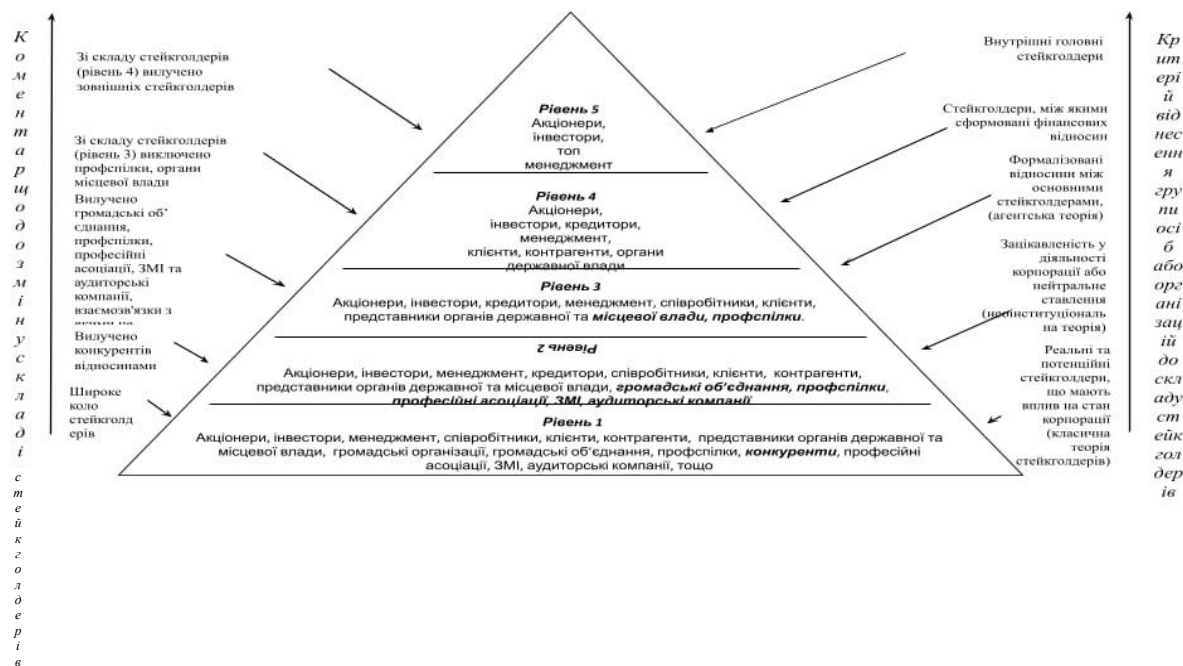 Коментар щодо зміну складі стейкголдерів
Зі складу стейкголдерів
(рівень 4) вилучено
зовнішніх стейкголдерів
Зі складу стейкголдерів
(рівень 3) виключено
профспілки, органи
місцевої влади
Вилучено
громадські об’
єднання,
профспілки,
професійні
асоціації, ЗМІ та
аудиторські
компанії,
взаємозв'язки з
Вилучено
конкурентів
відносинами
Широке
коло
стейкголд
ерів
Рівень 5
Акціонери,
інвестори,
топ
менеджмент
Рівень 4
Акціонери,
інвестори, кредитори,
менеджмент,
клієнти, контрагенти, органи
державної влади
Рівень 3
Акціонери, інвестори, кредитори, менеджмент, співробітники, клієнти,
представники органів державної та місцевої влади, профспілки.
Рівень 2
Акціонери, інвестори, менеджмент, кредитори, співробітники, клієнти, контрагенти,
представники органів державної та місцевої влади, громадські об’єднання, профспілки,
професійні асоціації, ЗМІ, аудиторські компанії
Рівень 1
Акціонери, інвестори, менеджмент, співробітники, клієнти, контрагенти, представники органів державної та
місцевої влади, громадські організації, громадські об’єднання, профспілки, конкуренти, професійні
асоціації, ЗМІ, аудиторські компанії, тощо
Внутрішні головні
стейкголдери
Стейкголдери, між якими
сформовані фінансових
відносин
Формалізовані
відносини між
основними
стейкголдерами,
(агентська теорія)
Зацікавленість у
діяльності
корпорації або
нейтральне
ставлення
(неоінституціональ
на теорія)
Реальні та
потенційні
стейкголдери,
що мають
вплив на стан
корпорації
(класична
теорія
стейкголдерів)
Кр
ит
ері
й
від
нес
енн
я
гру
пи
осі
б
або
орг
ані
зац
ій
до
скл
аду
ст
ейк
гол
дер
ів